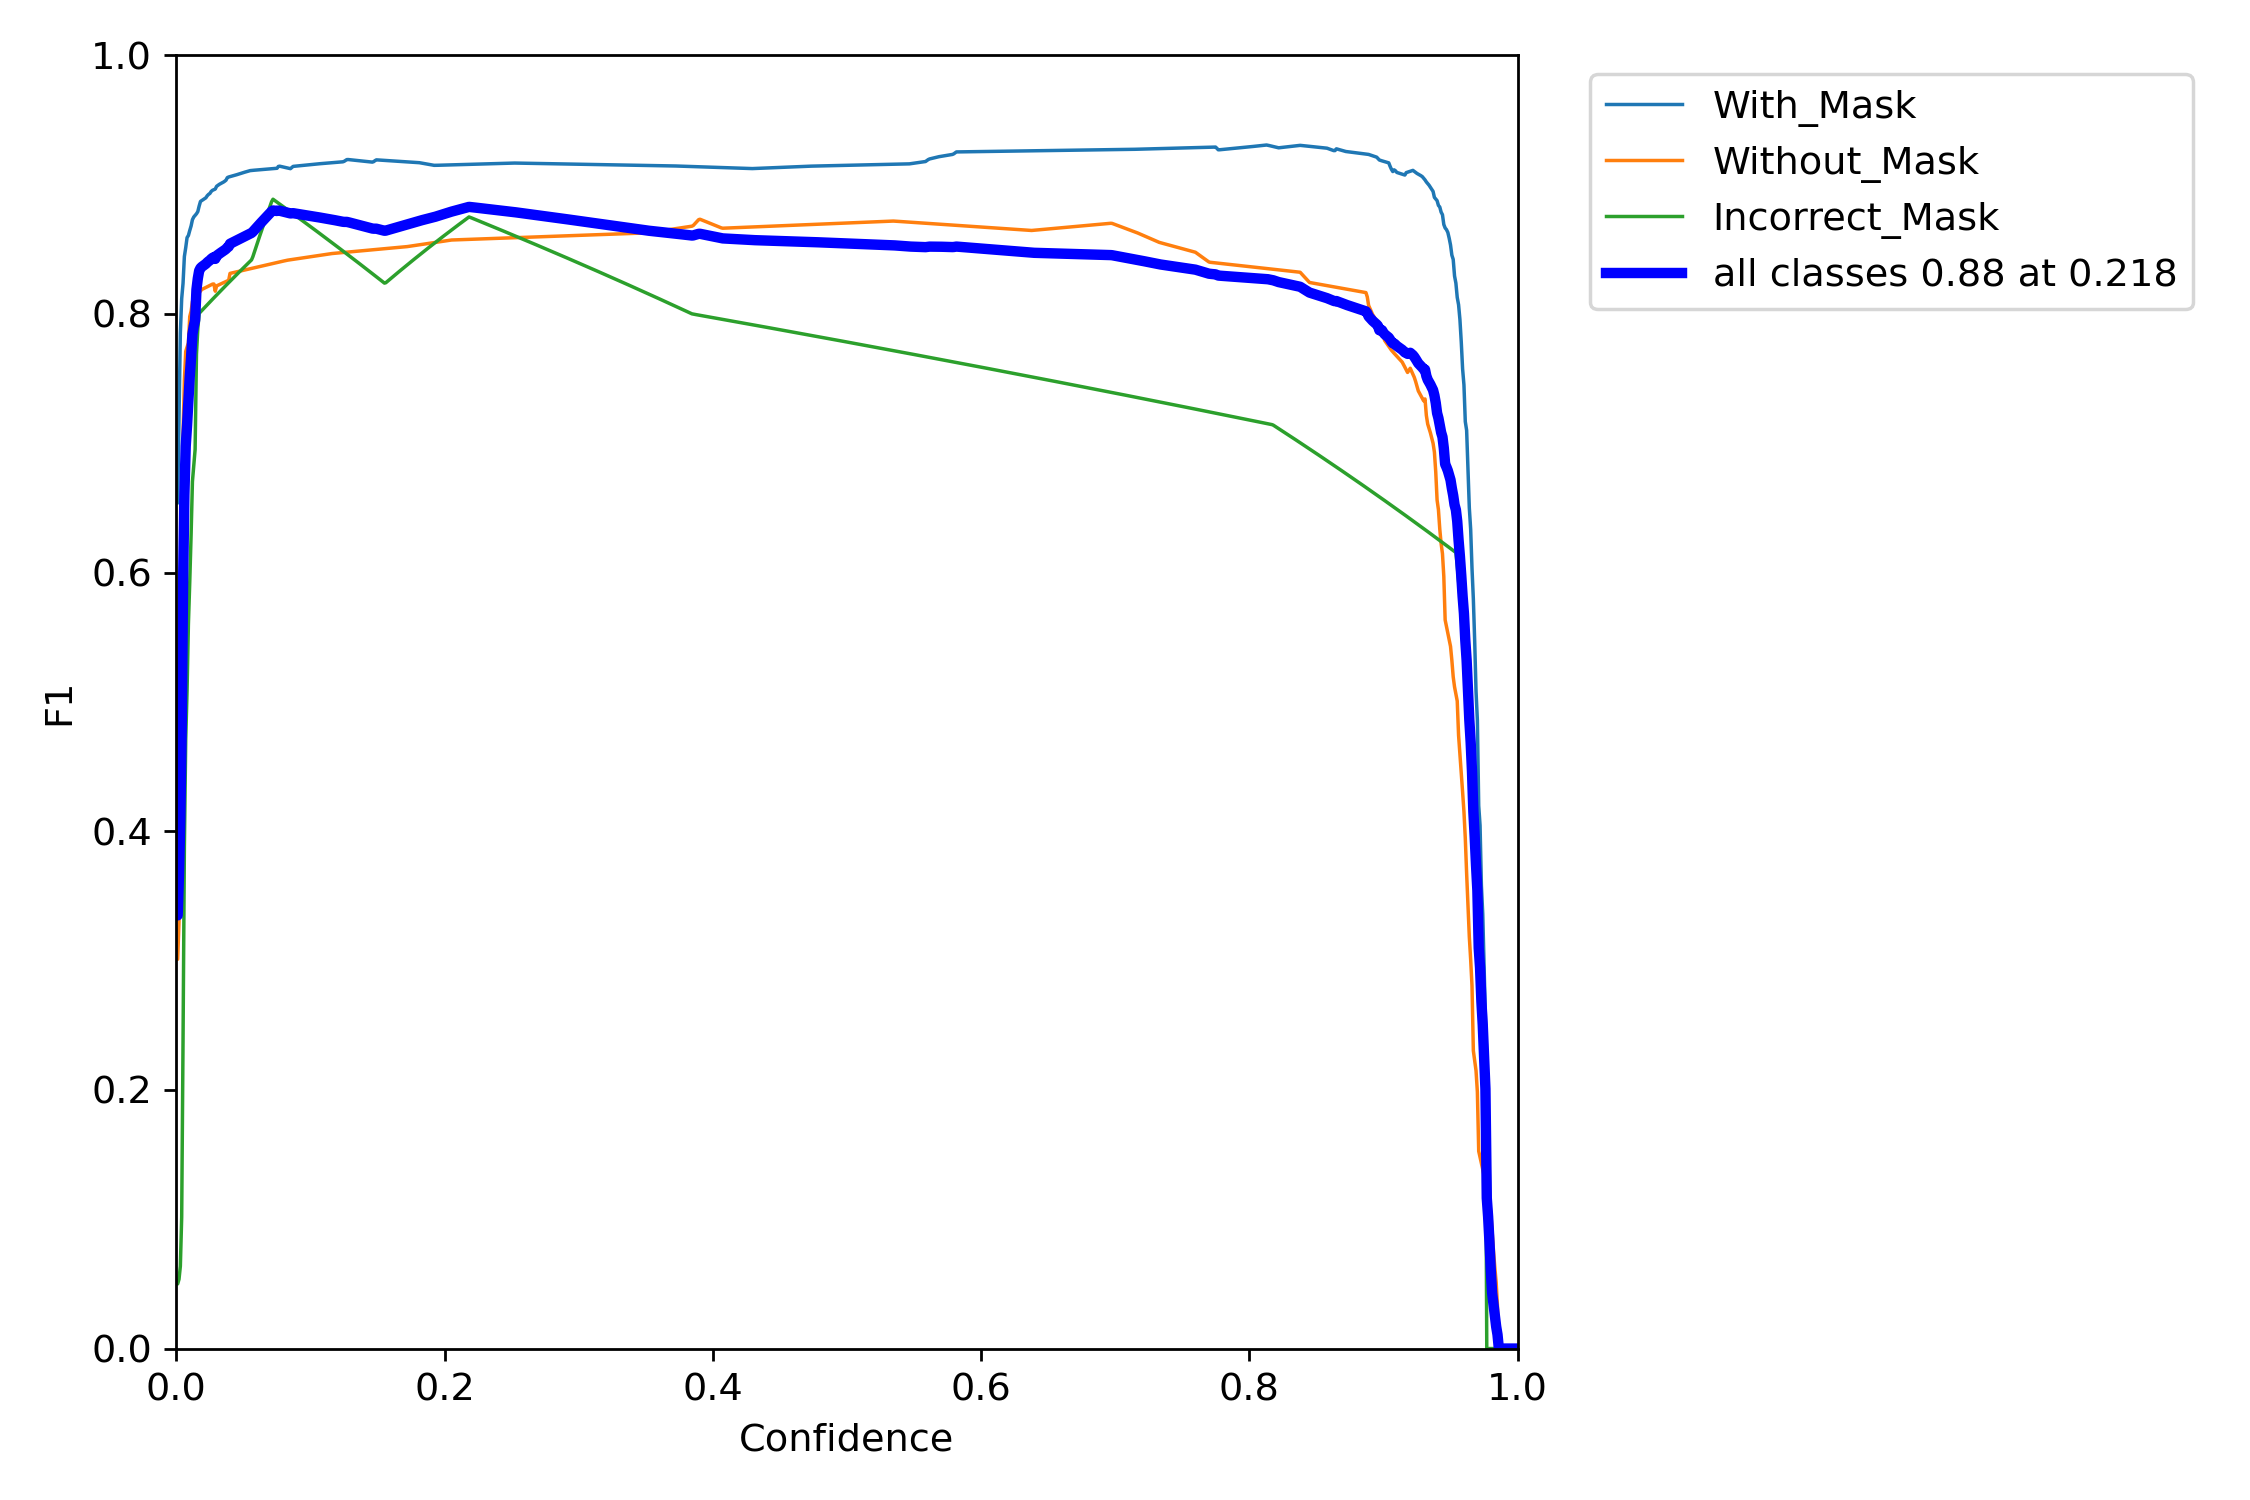 1.0
0.8
0.6
0.4
0.2
0.0
F1
0.0 0.2 0.4 0.6 0.8 1.0
Confidence
With_Mask
Without_Mask
Incorrect_Mask
all classes 0.88 at 0.218